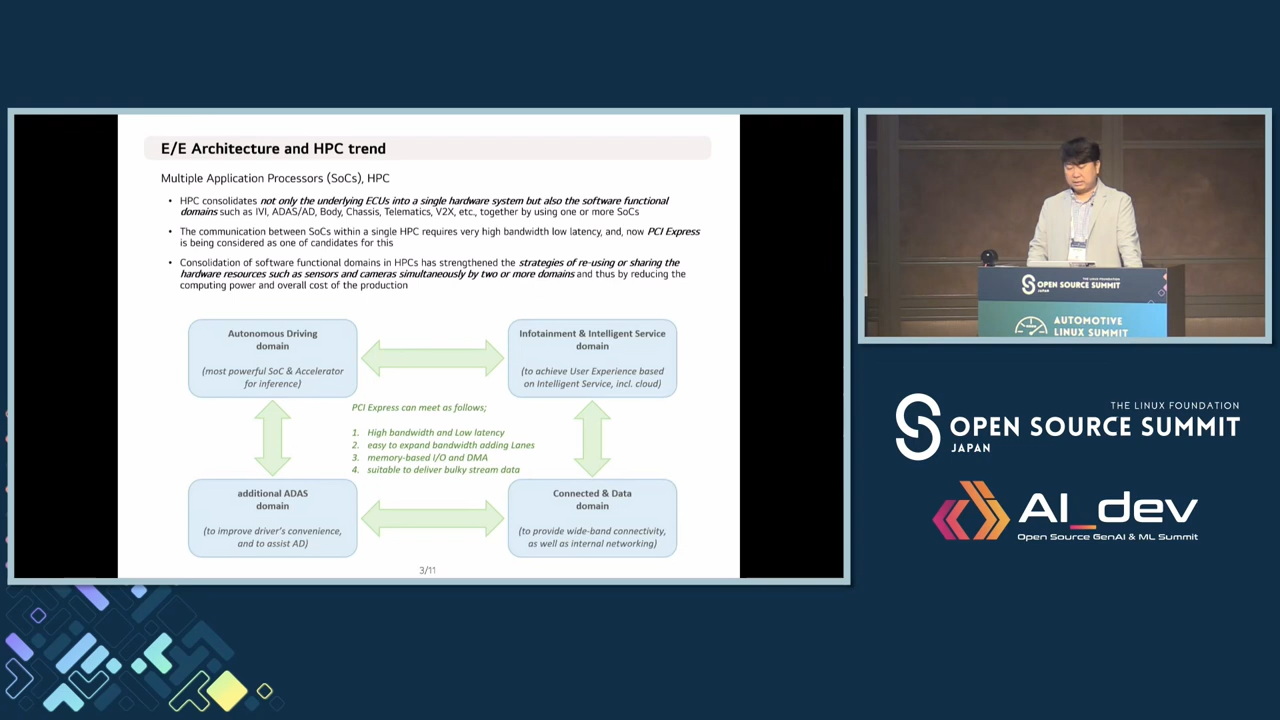 E/E Architecture and HPC trend
Multiple Application Processors (SoCs), HPC
• HPC consolidates not only the underlying ECUs into a single hardware system but also the software functional
domains such as IVI, ADAS/AD, Body, Chassis, Telematics, V2X, etc., together by using one or more SoCs
• The communication between SoCs within a single HPC requires very high bandwidth low latency, and, now PCI Express
is being considered as one of candidates for this
• Consolidation of software functional domains in HPCs has strengthened the strategies of re-using or sharing the
hardware resources such as sensors and cameras simultaneously by two or more domains and thus by reducing the
computing power and overall cost of the production
Autonomous Driving
domain
(most powerful SoC & Accelerator
for inference)
Infotainment & Intelligent Service
domain
(to achieve User Experience based
on Intelligent Service, incl. cloud)
PCI Express can meet as follows;
1. High bandwidth and Low latency
2. easy to expand bandwidth adding Lanes
3. memory-based I/O and DMA
4. suitable to deliver bulky stream data
additional ADAS
domain
(to improve driver's convenience,
and to assist AD)
Connected & Data
domain
(to provide wide-band connectivity,
as well as internal networking)
3/11
THE LINUX FOUNDATION
OPEN SOURCE SUMMIT
JAPAN
AUTOMOTIVE
LINUX SUMMIT
THE LINUX FOUNDATION
OPEN SOURCE SUMMIT
JAPAN
AI_dev
Open Source GenAI & ML Summit